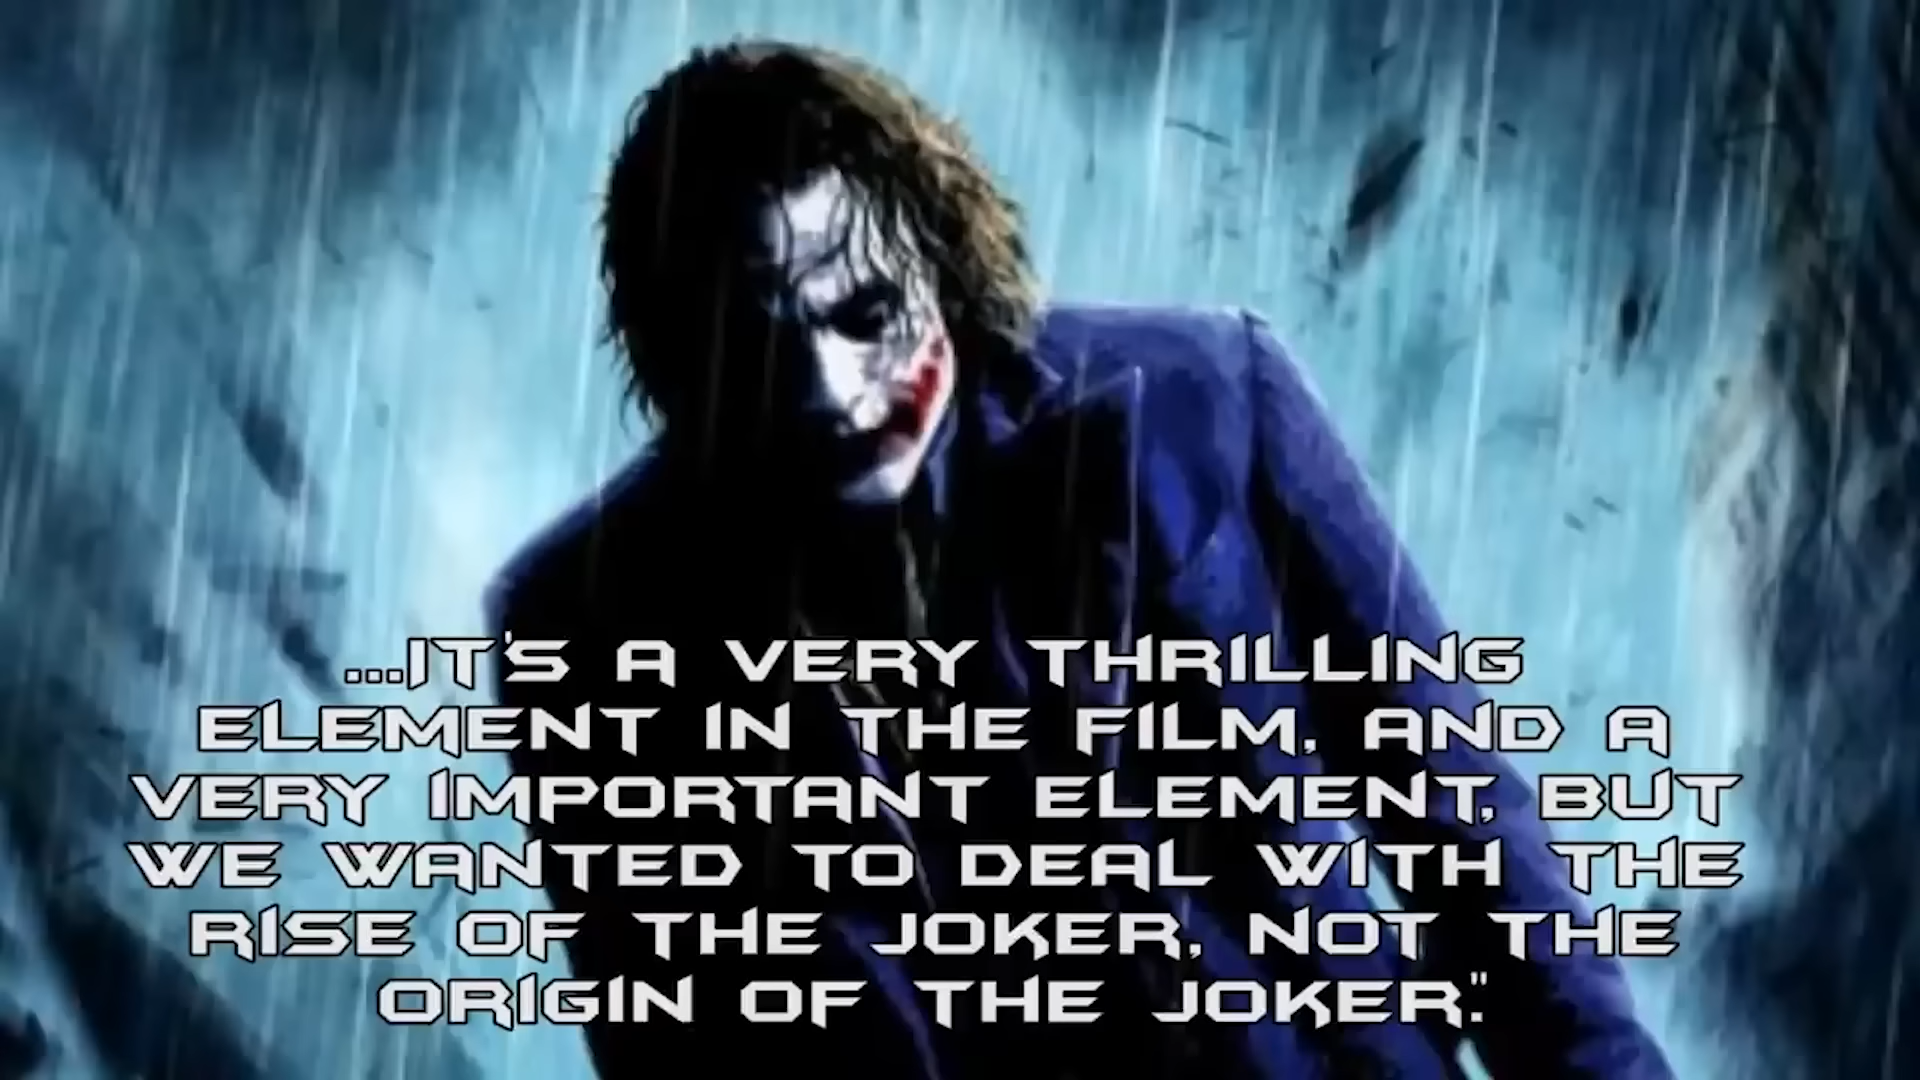 ...IT'S A VERY THRILLING
ELEMENT IN THE FILM, AND A
VERY IMPORTANT ELEMENT, BUT
WE WANTED TO DEAL WITH THE
RISE OF THE JOKER, NOT THE
ORIGIN OF THE JOKER."